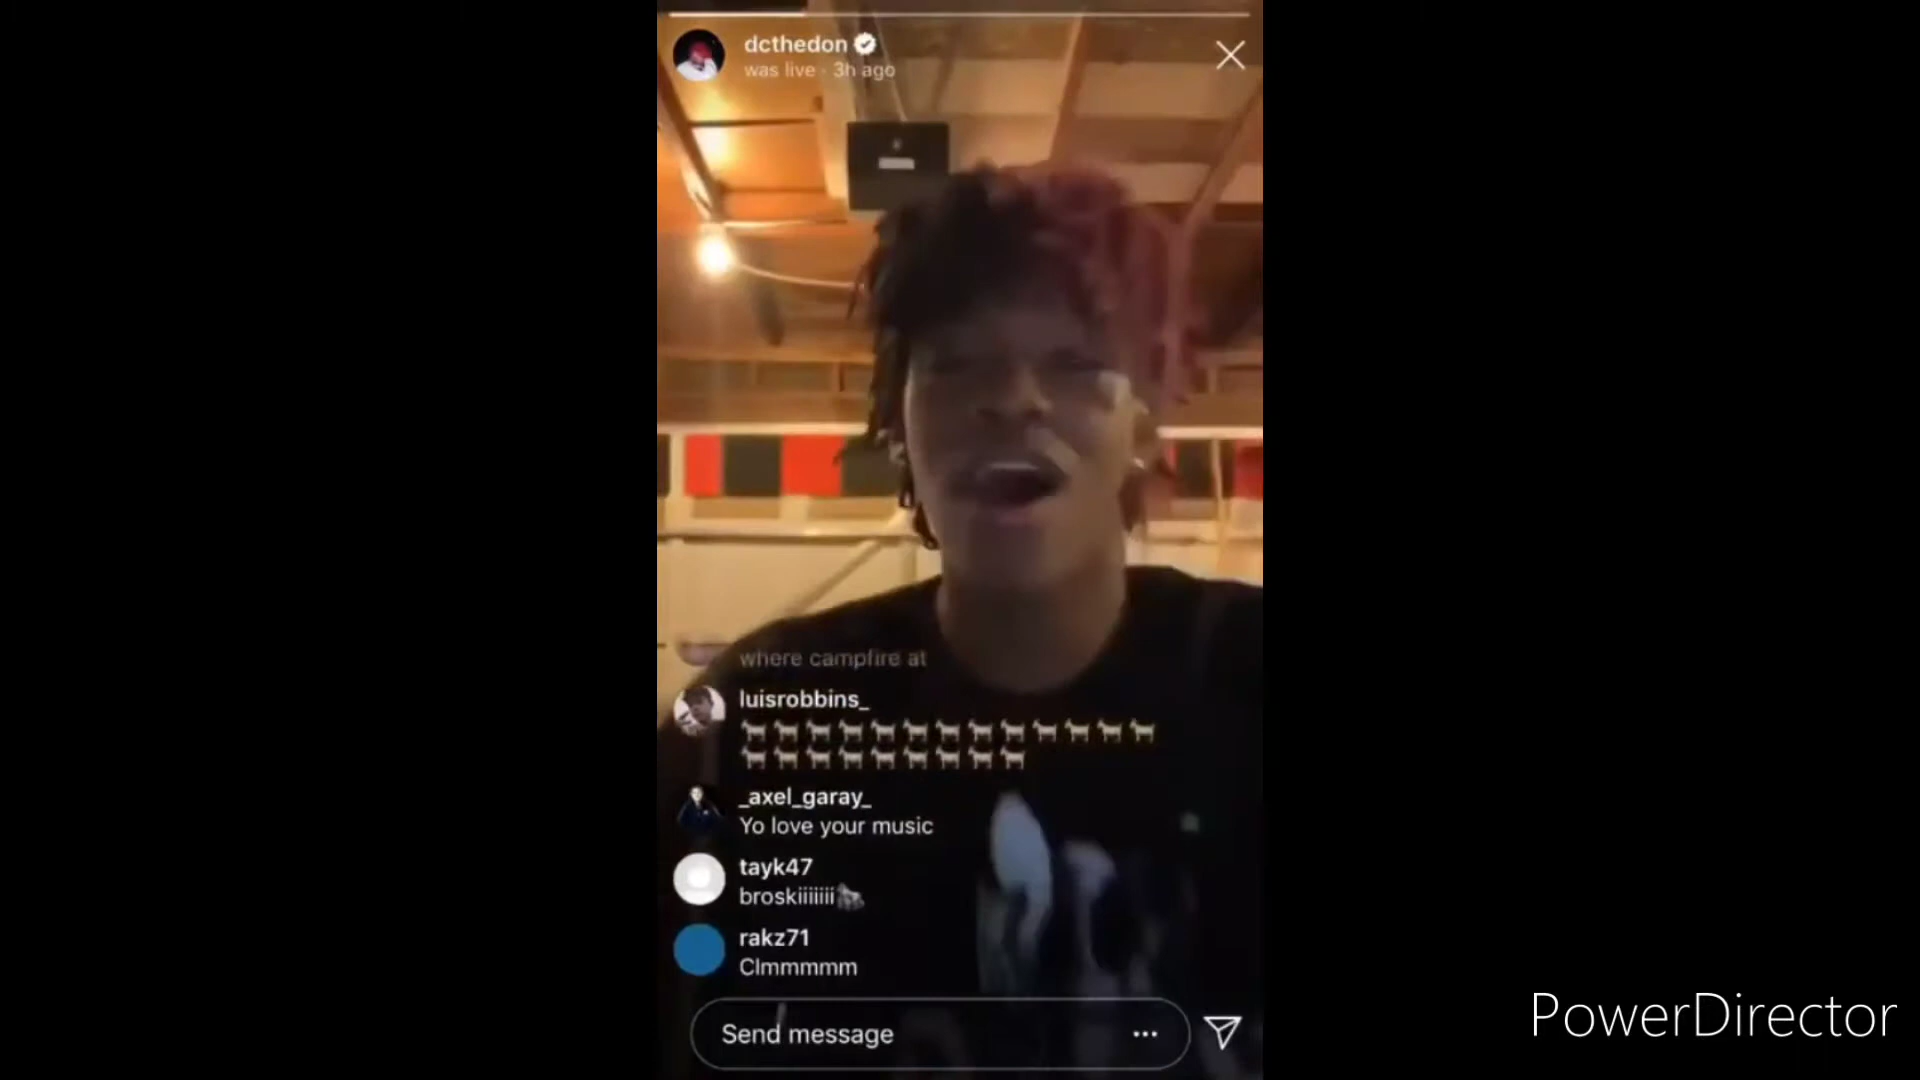 dcthedon
was live · 3h ago
where campfire at
luisrobbins_
🐐🐐🐐🐐🐐🐐🐐🐐🐐🐐🐐🐐🐐
🐐🐐🐐🐐🐐🐐🐐🐐🐐
_axel_garay_
Yo love your music
tayk47
broskiiiiiii🦍
rakz71
Clmmmmm
Send message
PowerDirector